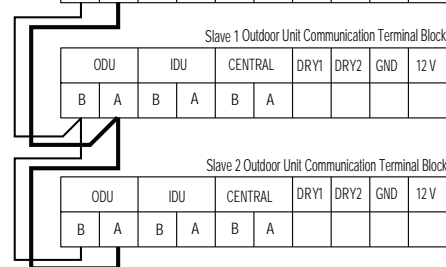 Slave 1 Outdoor Unit Communication Terminal Block
ODU IDU CENTRAL DRY1 DRY2 GND 12 V
B A B A B A
Slave 2 Outdoor Unit Communication Terminal Block
ODU IDU CENTRAL DRY1 DRY2 GND 12 V
B A B A B A